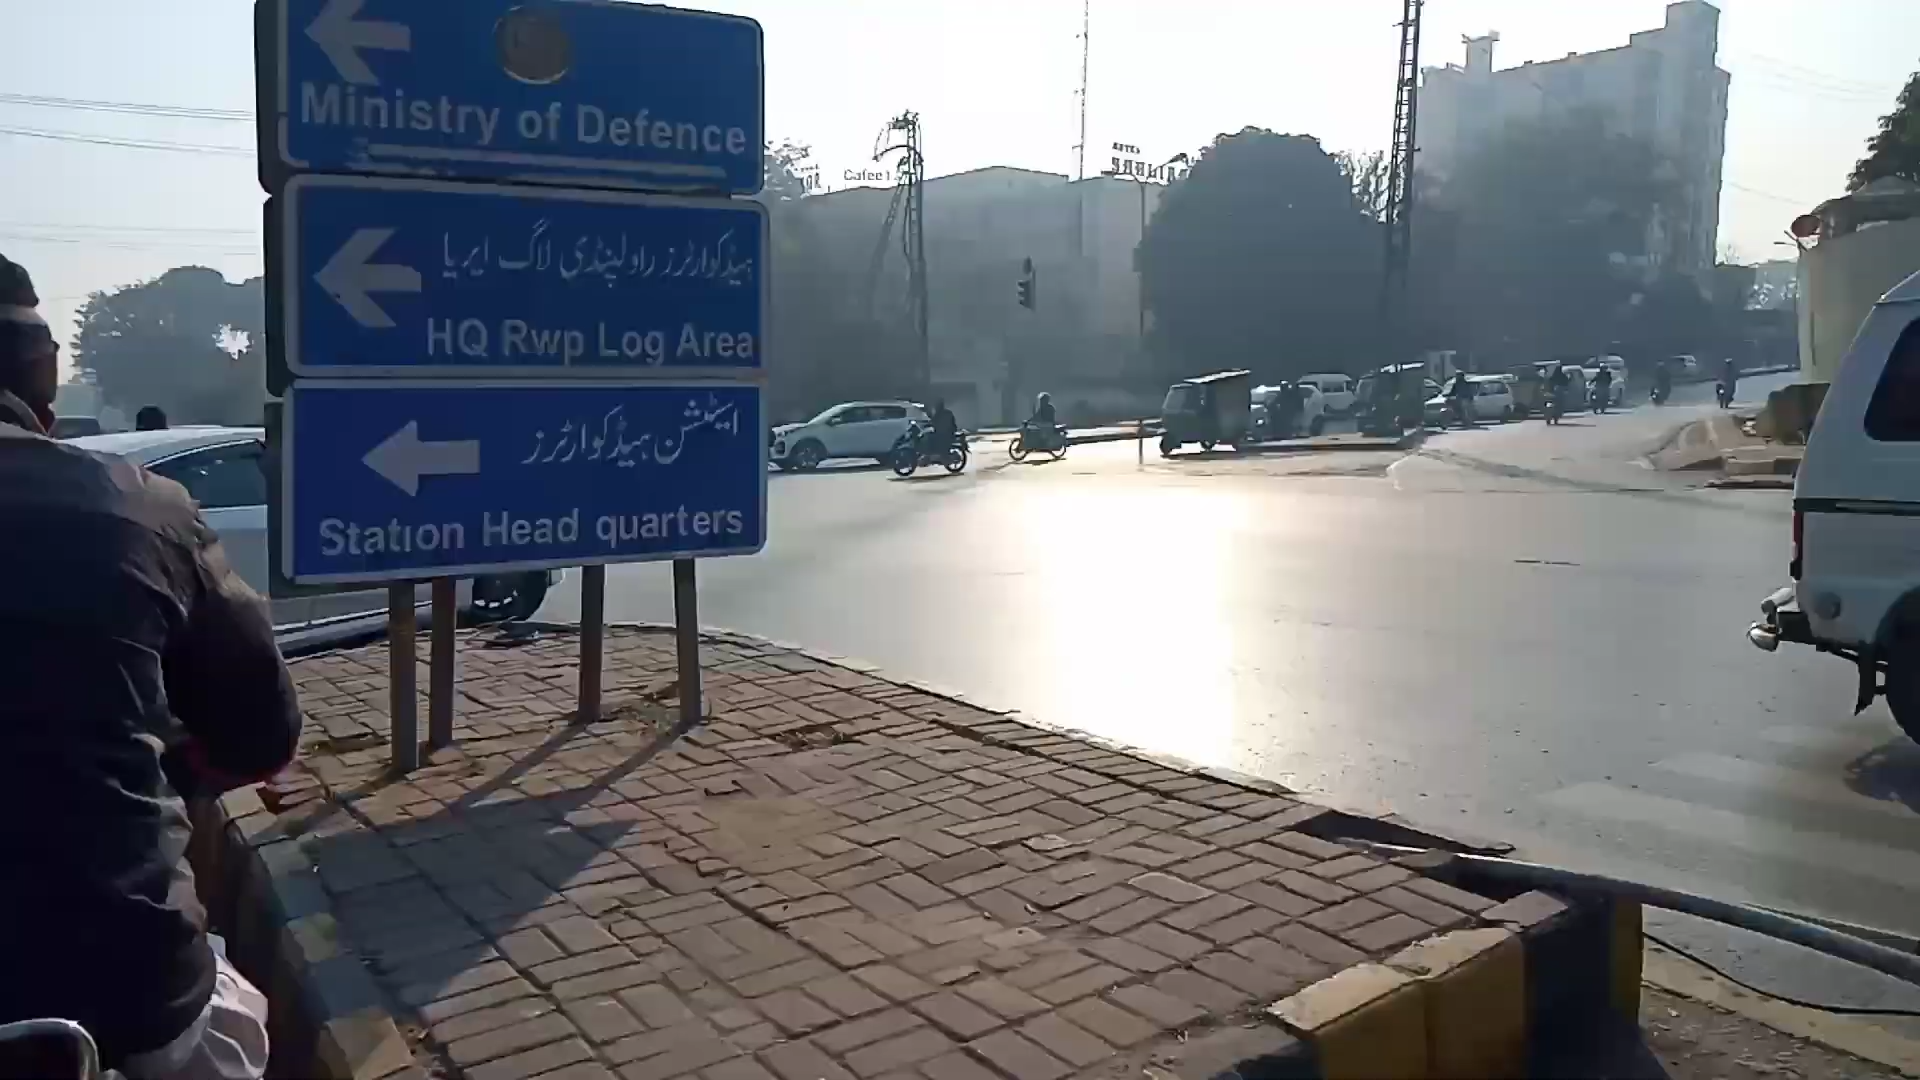 Ministry of Defence
ہیڈکوارٹرز راولپنڈی لاگ ایریا
HQ Rwp Log Area
اسٹیشن ہیڈکوارٹرز
Station Head quarters